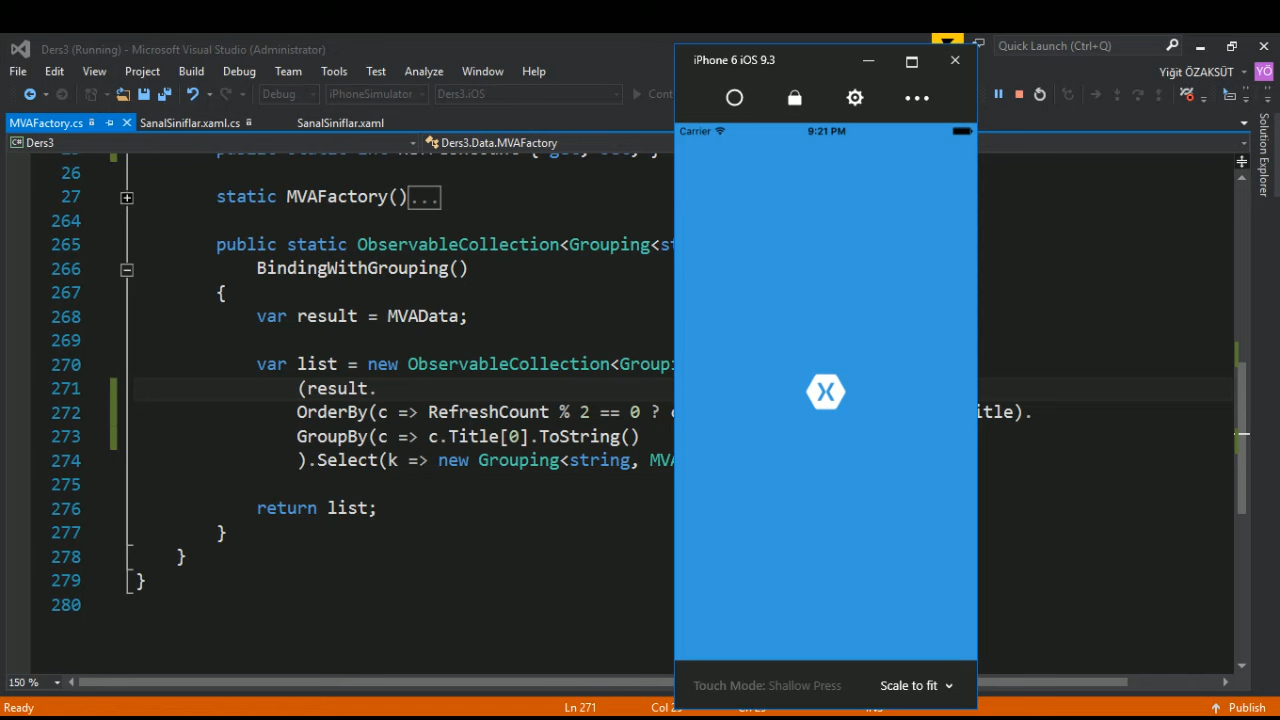 Ders3 (Running) - Microsoft Visual Studio (Administrator)
Quick Launch (Ctrl+Q)
File Edit View Project Build Debug Team Tools Test Analyze Window Help
Yiğit ÖZAKSÜT YÖ
Debug iPhoneSimulator Ders3.iOS
MVAFactory.cs SanalSiniflar.xaml.cs SanalSiniflar.xaml
Ders3 Ders3.Data.MVAFactory
Solution Explorer
26
27 static MVAFactory()...
264
265 public static ObservableCollection<Grouping<
266 BindingWithGrouping()
267 {
268 var result = MVAData;
269
270 var list = new ObservableCollection<
271 (result.
272 OrderBy(c => RefreshCount % 2 == 0 ?
273 GroupBy(c => c.Title[0].ToString()
274 ).Select(k => new Grouping<string,
275
276 return list;
277 }
278 }
279 }
280
150 %
Ready Ln 271 Publish
iPhone 6 iOS 9.3
Carrier 9:21 PM
X
Touch Mode: Shallow Press Scale to fit